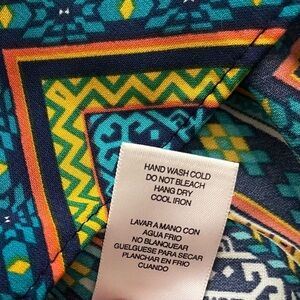 HAND WASH COLD
DO NOT BLEACH
HANG DRY
COOL IRON
LAVAR A MANO CON
AGUA FRIO
NO BLANQUEAR
GUELGUESE PARA SECAR
PLANCHAR EN FRIO
CUANDO